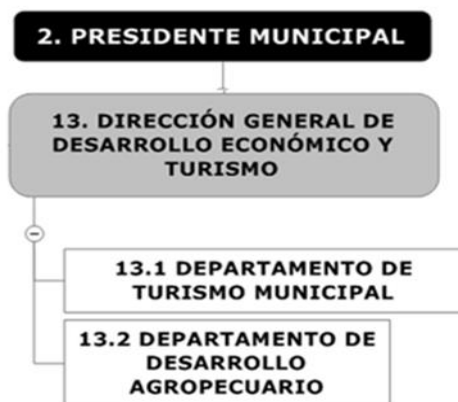 2. PRESIDENTE MUNICIPAL
13. DIRECCIÓN GENERAL DE
DESARROLLO ECONÓMICO Y
TURISMO
13.1 DEPARTAMENTO DE
TURISMO MUNICIPAL
13.2 DEPARTAMENTO DE
DESARROLLO
AGROPECUARIO